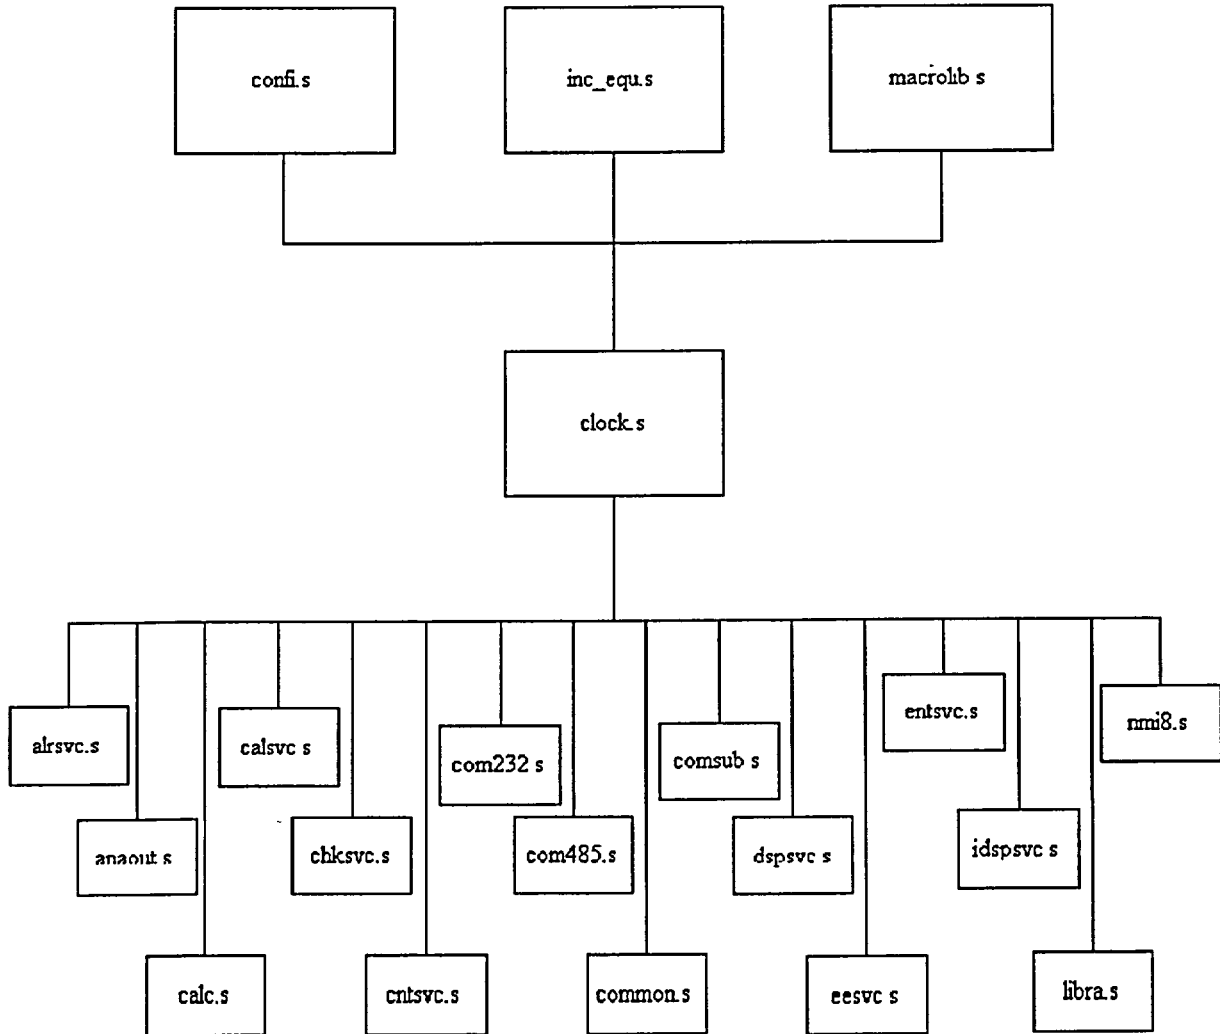 confi.s
inc_equ.s
macrolib s
clock.s
alrsvc.s
calsvc s
com232 s
comsub s
entsvc.s
nmi8.s
anaout s
chksvc.s
com485.s
dspsvc s
idspsvc s
calc.s
cntsvc.s
common.s
eesvc s
libra.s